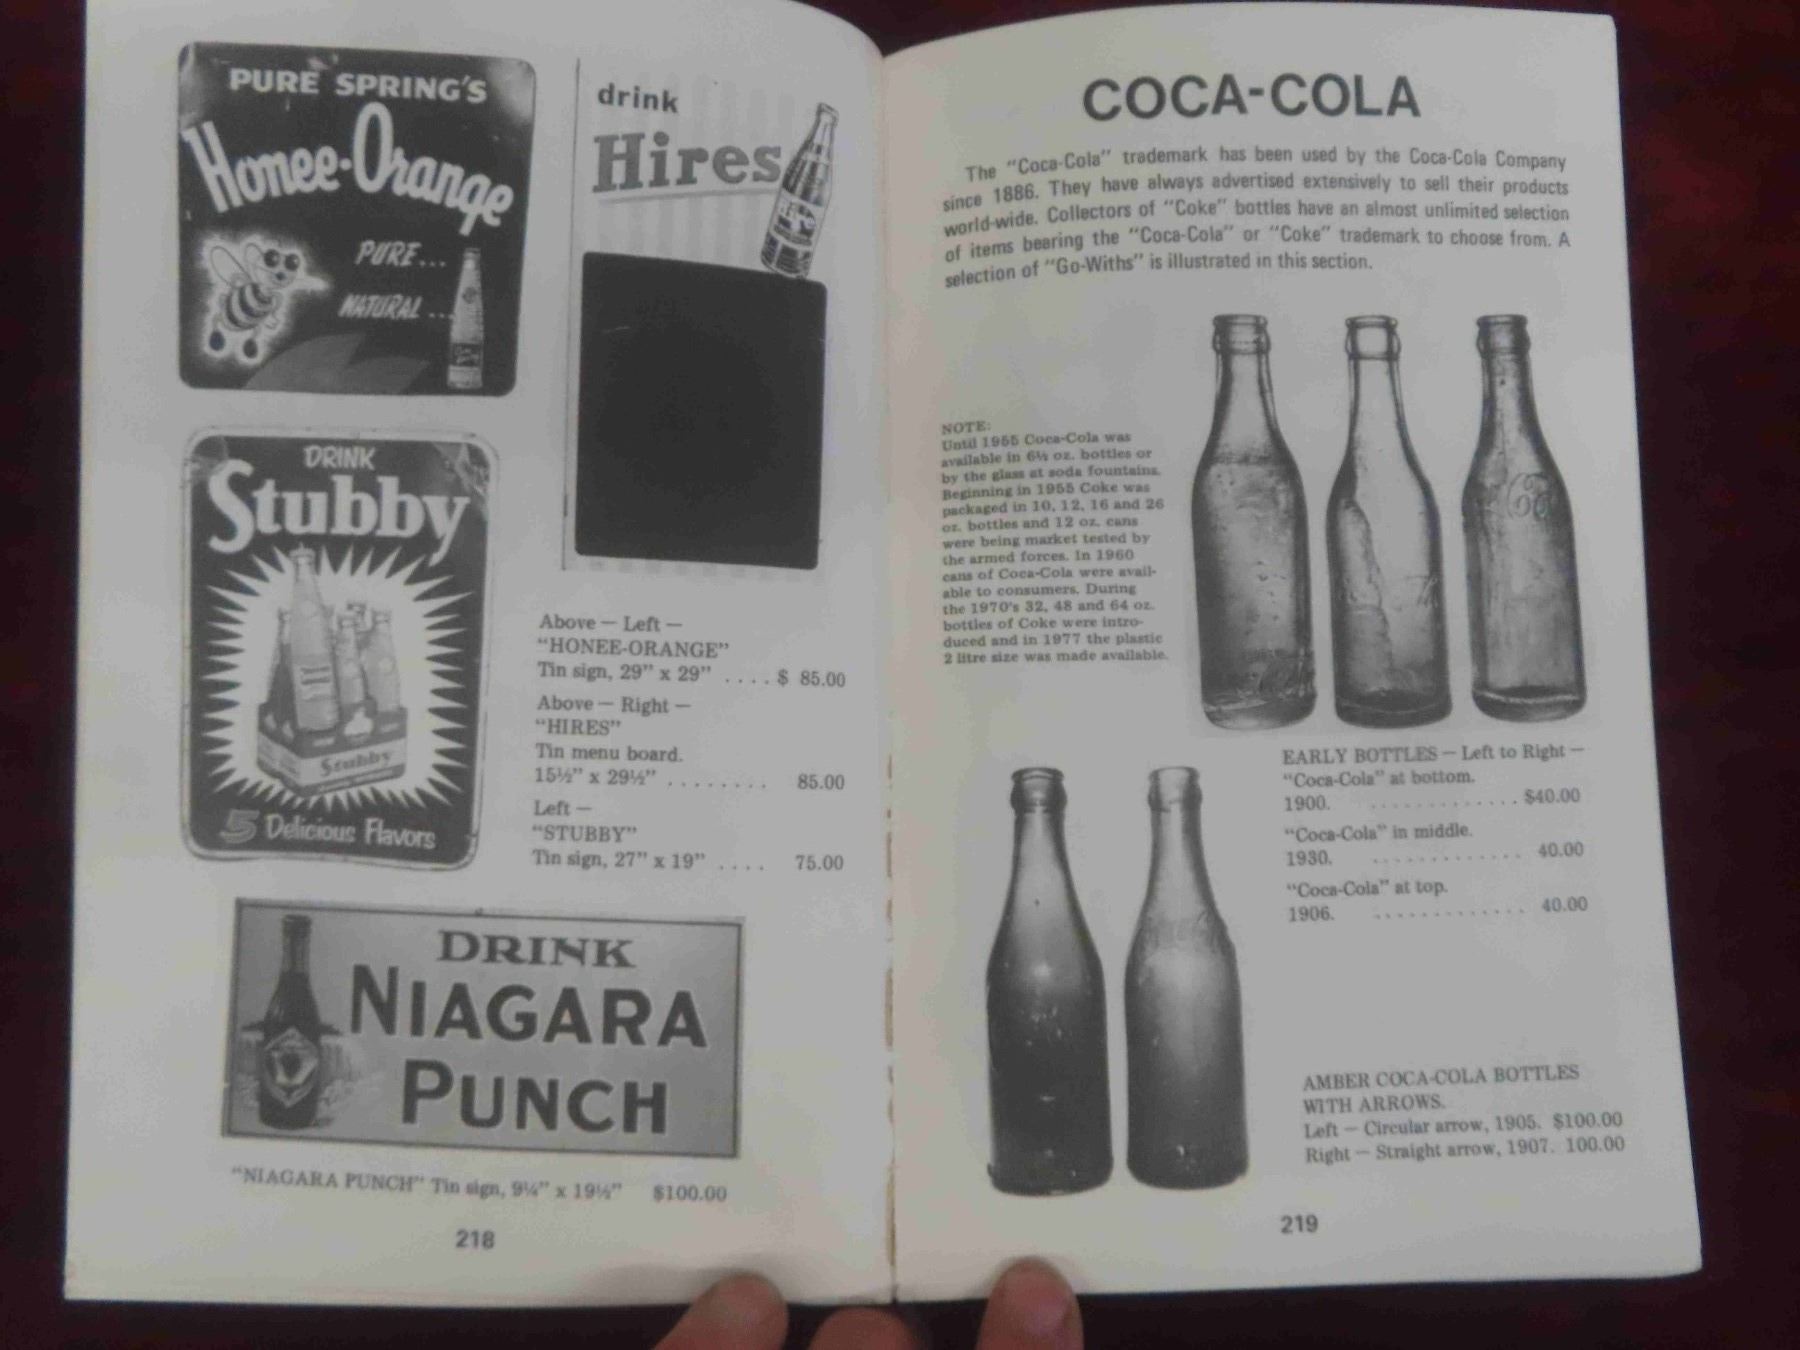 PURE SPRING'S
Honee-Orange
PURE...
NATURAL...
drink
Hires
DRINK
Stubby
Stubby
5 Delicious Flavors
Above — Left —
“HONEE-ORANGE”
Tin sign, 29” x 29” .... $ 85.00
Above — Right —
“HIRES”
Tin menu board.
15½” x 29½” ........ 85.00
Left —
“STUBBY”
Tin sign, 27” x 19” .... 75.00
DRINK
NIAGARA
PUNCH
“NIAGARA PUNCH” Tin sign, 9¼” x 19½” $100.00
218
COCA-COLA
The “Coca-Cola” trademark has been used by the Coca-Cola Company
since 1886. They have always advertised extensively to sell their products
world-wide. Collectors of “Coke” bottles have an almost unlimited selection
of items bearing the “Coca-Cola” or “Coke” trademark to choose from. A
selection of “Go-Withs” is illustrated in this section.
NOTE:
Until 1955 Coca-Cola was
available in 6½ oz. bottles or
by the glass at soda fountains.
Beginning in 1955 Coke was
packaged in 10, 12, 16 and 26
oz. bottles and 12 oz. cans
were being market tested by
the armed forces. In 1960
cans of Coca-Cola were avail-
able to consumers. During
the 1970's 32, 48 and 64 oz.
bottles of Coke were intro-
duced and in 1977 the plastic
2 litre size was made available.
EARLY BOTTLES — Left to Right —
“Coca-Cola” at bottom.
1900. ............. $40.00
“Coca-Cola” in middle.
1930. ............. 40.00
“Coca-Cola” at top.
1906. ............. 40.00
AMBER COCA-COLA BOTTLES
WITH ARROWS.
Left — Circular arrow, 1905. $100.00
Right — Straight arrow, 1907. 100.00
219